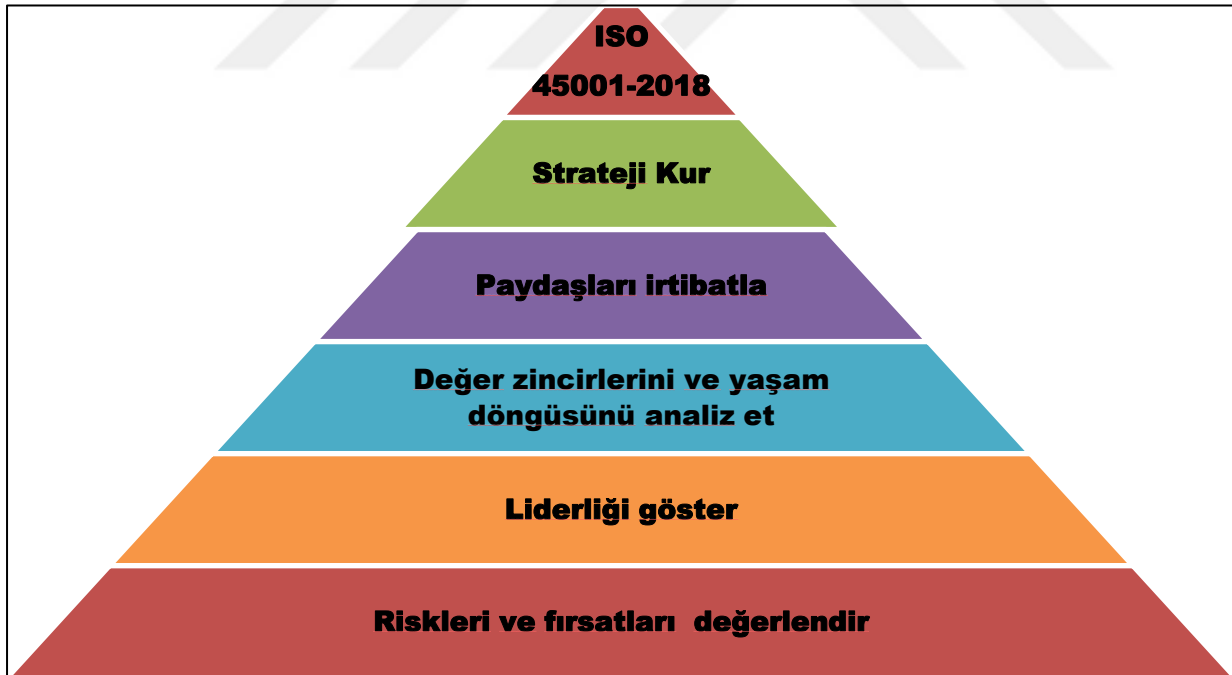 ISO
45001-2018
Strateji Kur
Paydaşları irtibatla
Değer zincirlerini ve yaşam
döngüsünü analiz et
Liderliği göster
Riskleri ve fırsatları  değerlendir